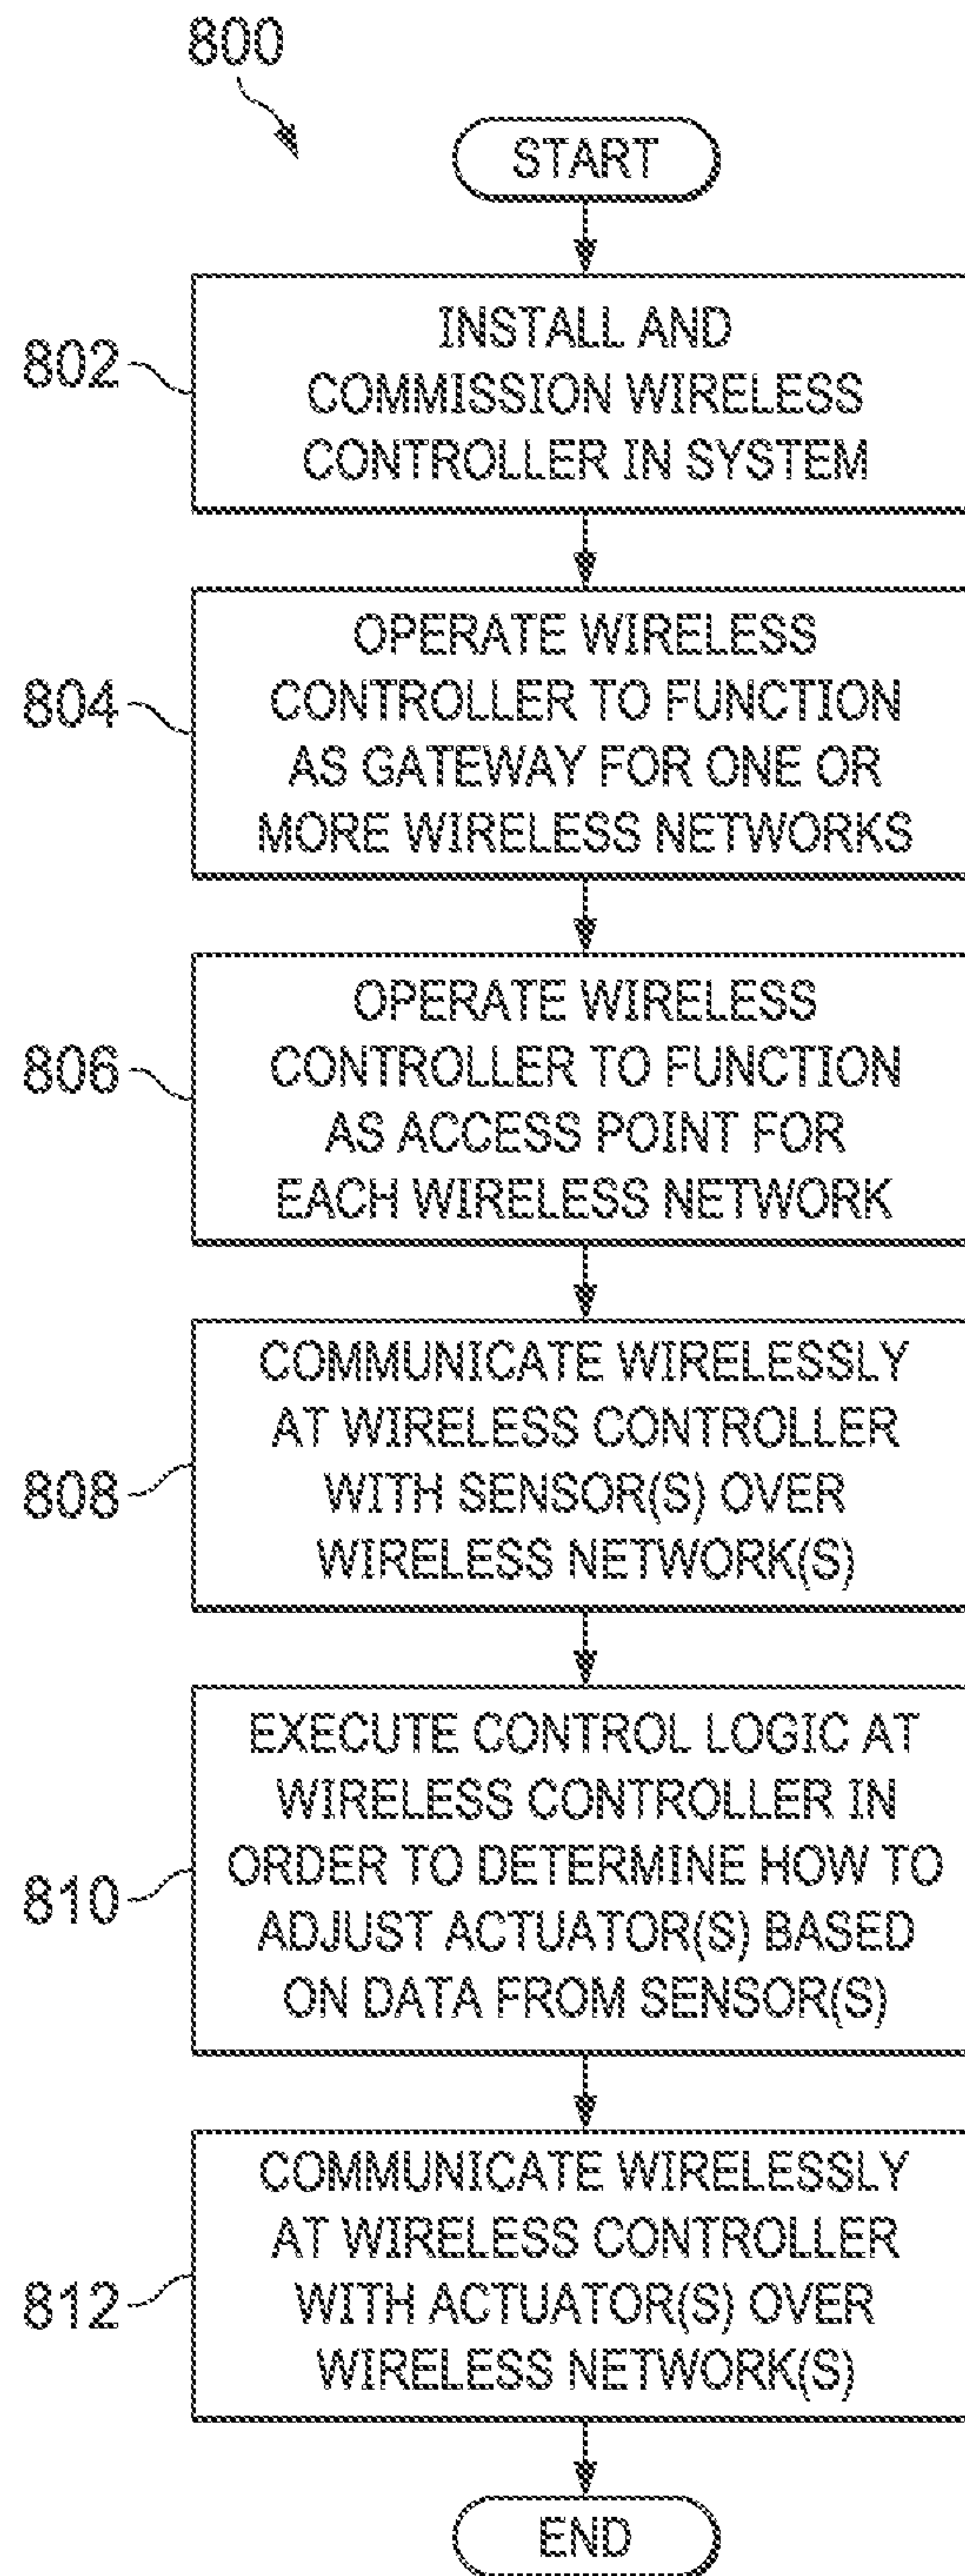 800
START
802
INSTALL AND
COMMISSION WIRELESS
CONTROLLER IN SYSTEM
804
OPERATE WIRELESS
CONTROLLER TO FUNCTION
AS GATEWAY FOR ONE OR
MORE WIRELESS NETWORKS
806
OPERATE WIRELESS
CONTROLLER TO FUNCTION
AS ACCESS POINT FOR
EACH WIRELESS NETWORK
808
COMMUNICATE WIRELESSLY
AT WIRELESS CONTROLLER
WITH SENSOR(S) OVER
WIRELESS NETWORK(S)
810
EXECUTE CONTROL LOGIC AT
WIRELESS CONTROLLER IN
ORDER TO DETERMINE HOW TO
ADJUST ACTUATOR(S) BASED
ON DATA FROM SENSOR(S)
812
COMMUNICATE WIRELESSLY
AT WIRELESS CONTROLLER
WITH ACTUATOR(S) OVER
WIRELESS NETWORK(S)
END